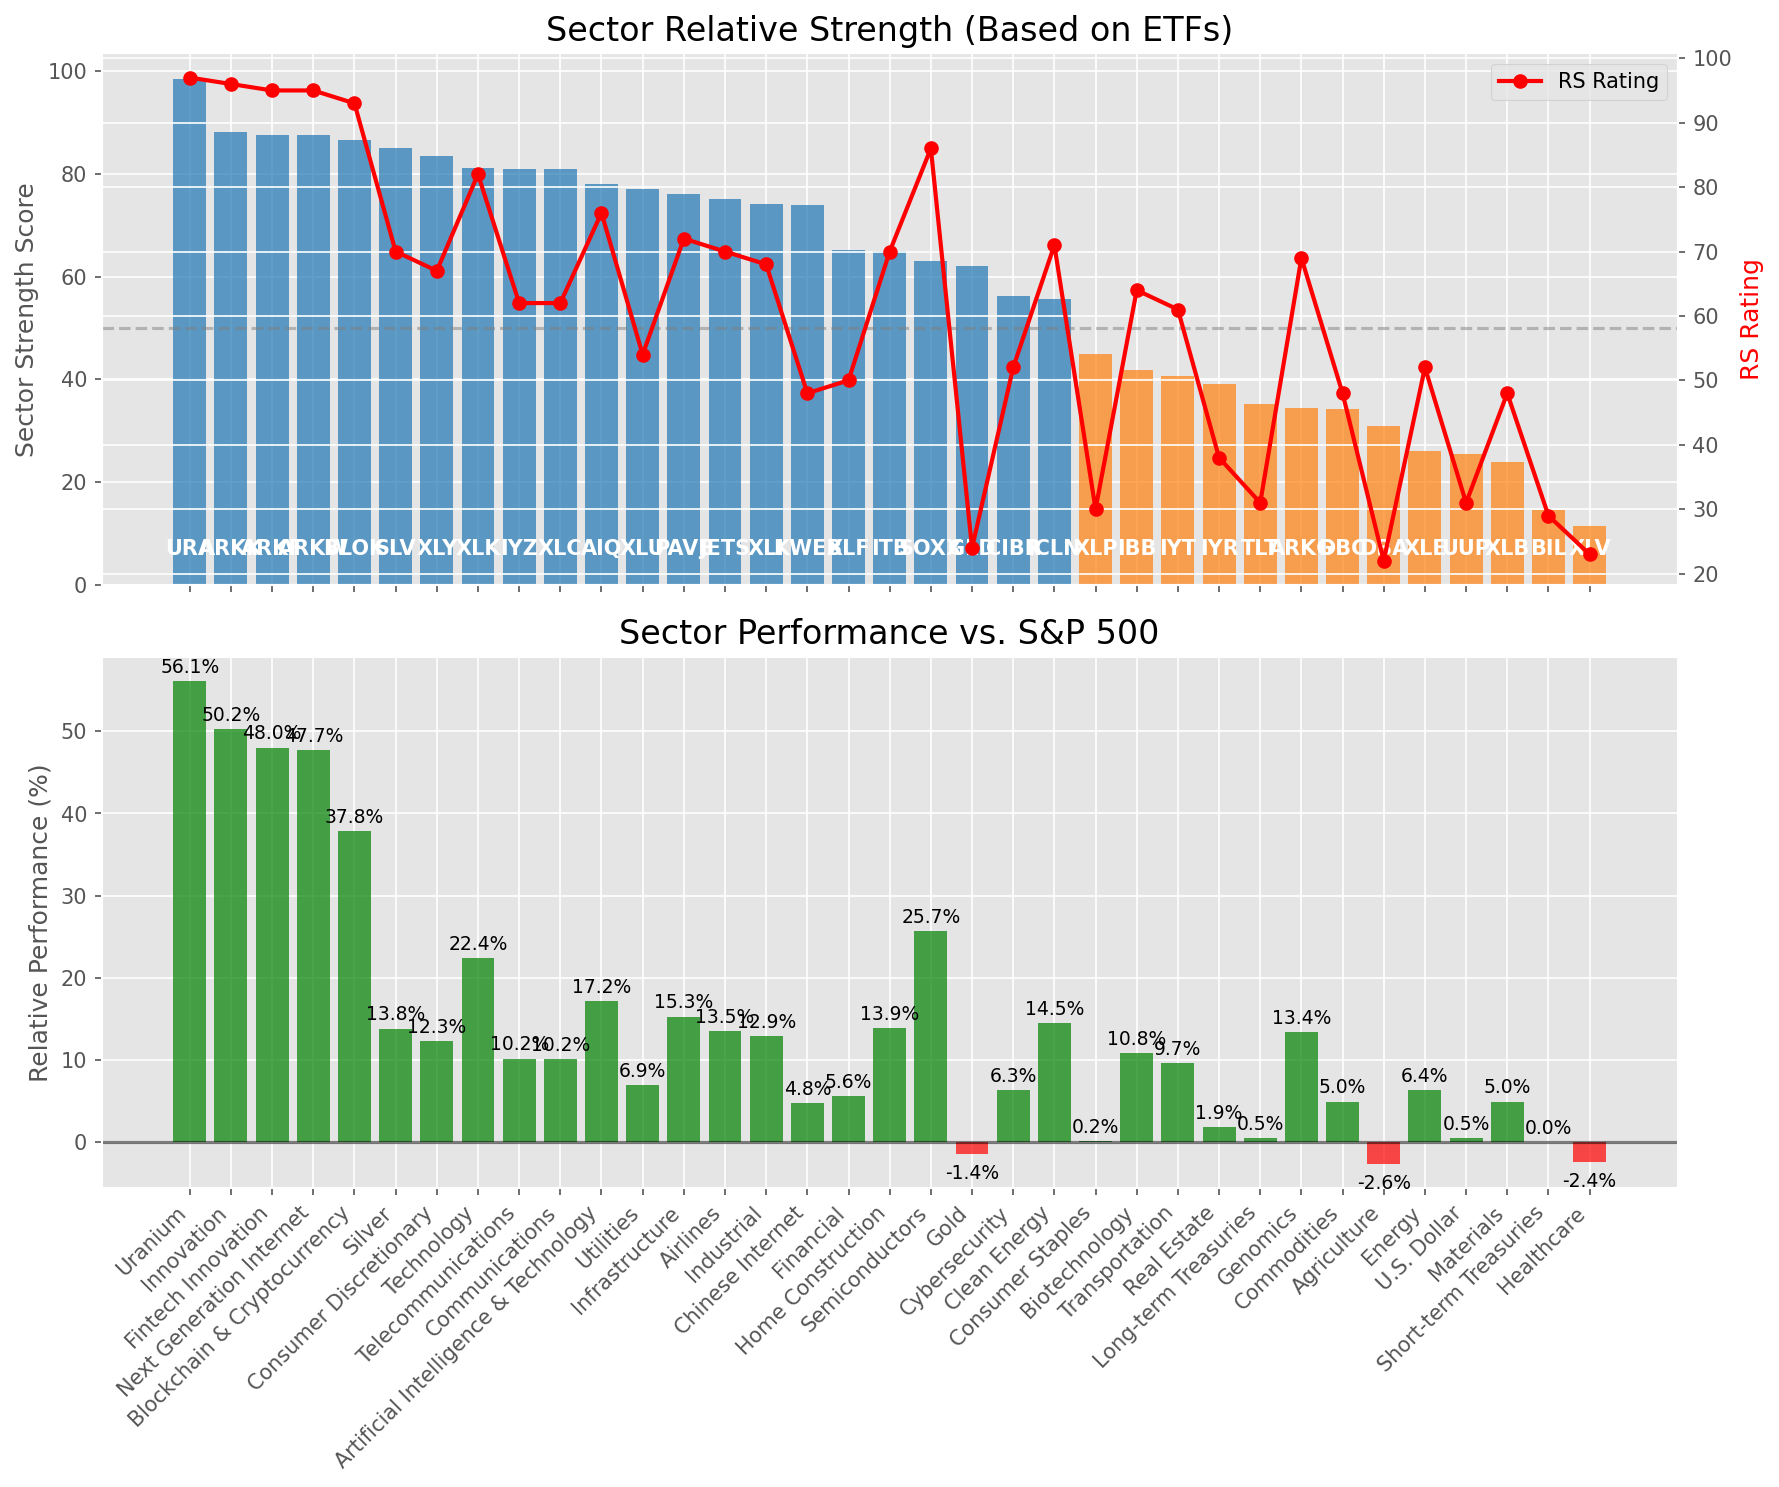 Sector Relative Strength (Based on ETFs)
Sector Strength Score
100
80
60
40
20
0
RS Rating
100
90
80
70
60
50
40
30
20
RS Rating
URA ARKK ARKF ARKW BLOK SLV XLY XLK IYZ XLC AIQ XLU PAVE JETS XLI KWEB XLF ITB SOXX GLD CIBR ICLN XLP IBB IYT IYR TLT ARKG DBC DBA XLE UUP XLB BIL XLV
Sector Performance vs. S&P 500
Relative Performance (%)
50
40
30
20
10
0
56.1%
50.2%
48.0%
47.7%
37.8%
13.8%
12.3%
22.4%
10.2%
10.2%
17.2%
6.9%
15.3%
13.5%
12.9%
4.8%
5.6%
13.9%
25.7%
-1.4%
6.3%
14.5%
0.2%
10.8%
9.7%
1.9%
0.5%
13.4%
5.0%
-2.6%
6.4%
0.5%
5.0%
0.0%
-2.4%
Uranium
Innovation
Fintech Innovation
Next Generation Internet
Blockchain & Cryptocurrency
Silver
Consumer Discretionary
Technology
Telecommunications
Communications
Artificial Intelligence & Technology
Utilities
Infrastructure
Airlines
Industrial
Chinese Internet
Financial
Home Construction
Semiconductors
Gold
Cybersecurity
Clean Energy
Consumer Staples
Biotechnology
Transportation
Real Estate
Long-term Treasuries
Genomics
Commodities
Agriculture
Energy
U.S. Dollar
Materials
Short-term Treasuries
Healthcare